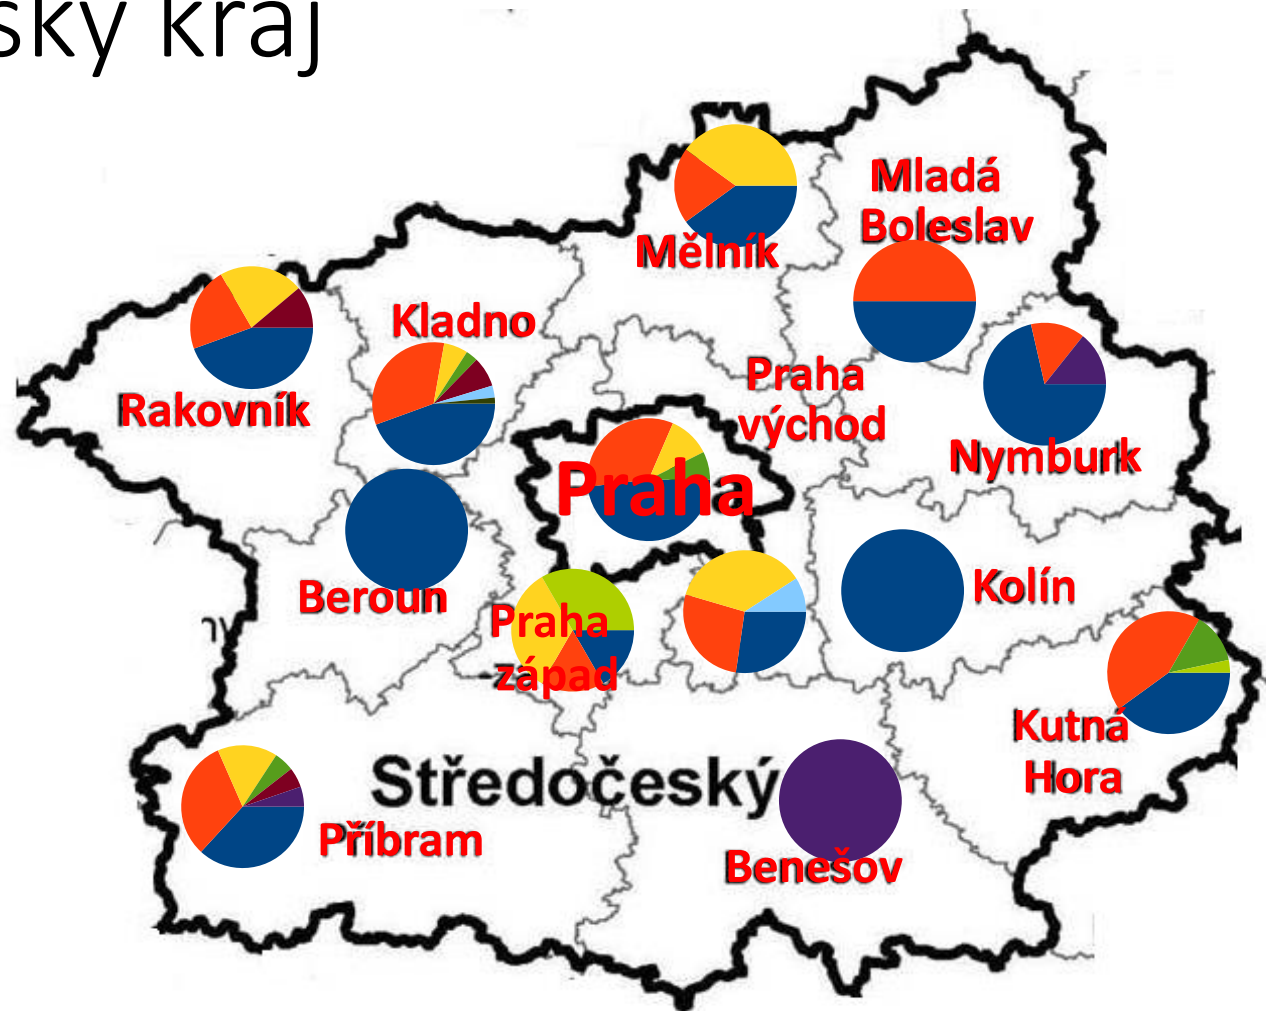 ský kraj
Mladá
Boleslav
Mělník
Kladno
Rakovník
Praha
východ
Nymburk
Praha
Beroun
Kolín
Praha
-západ
Kutná
Hora
Středočeský
Příbram
Benešov